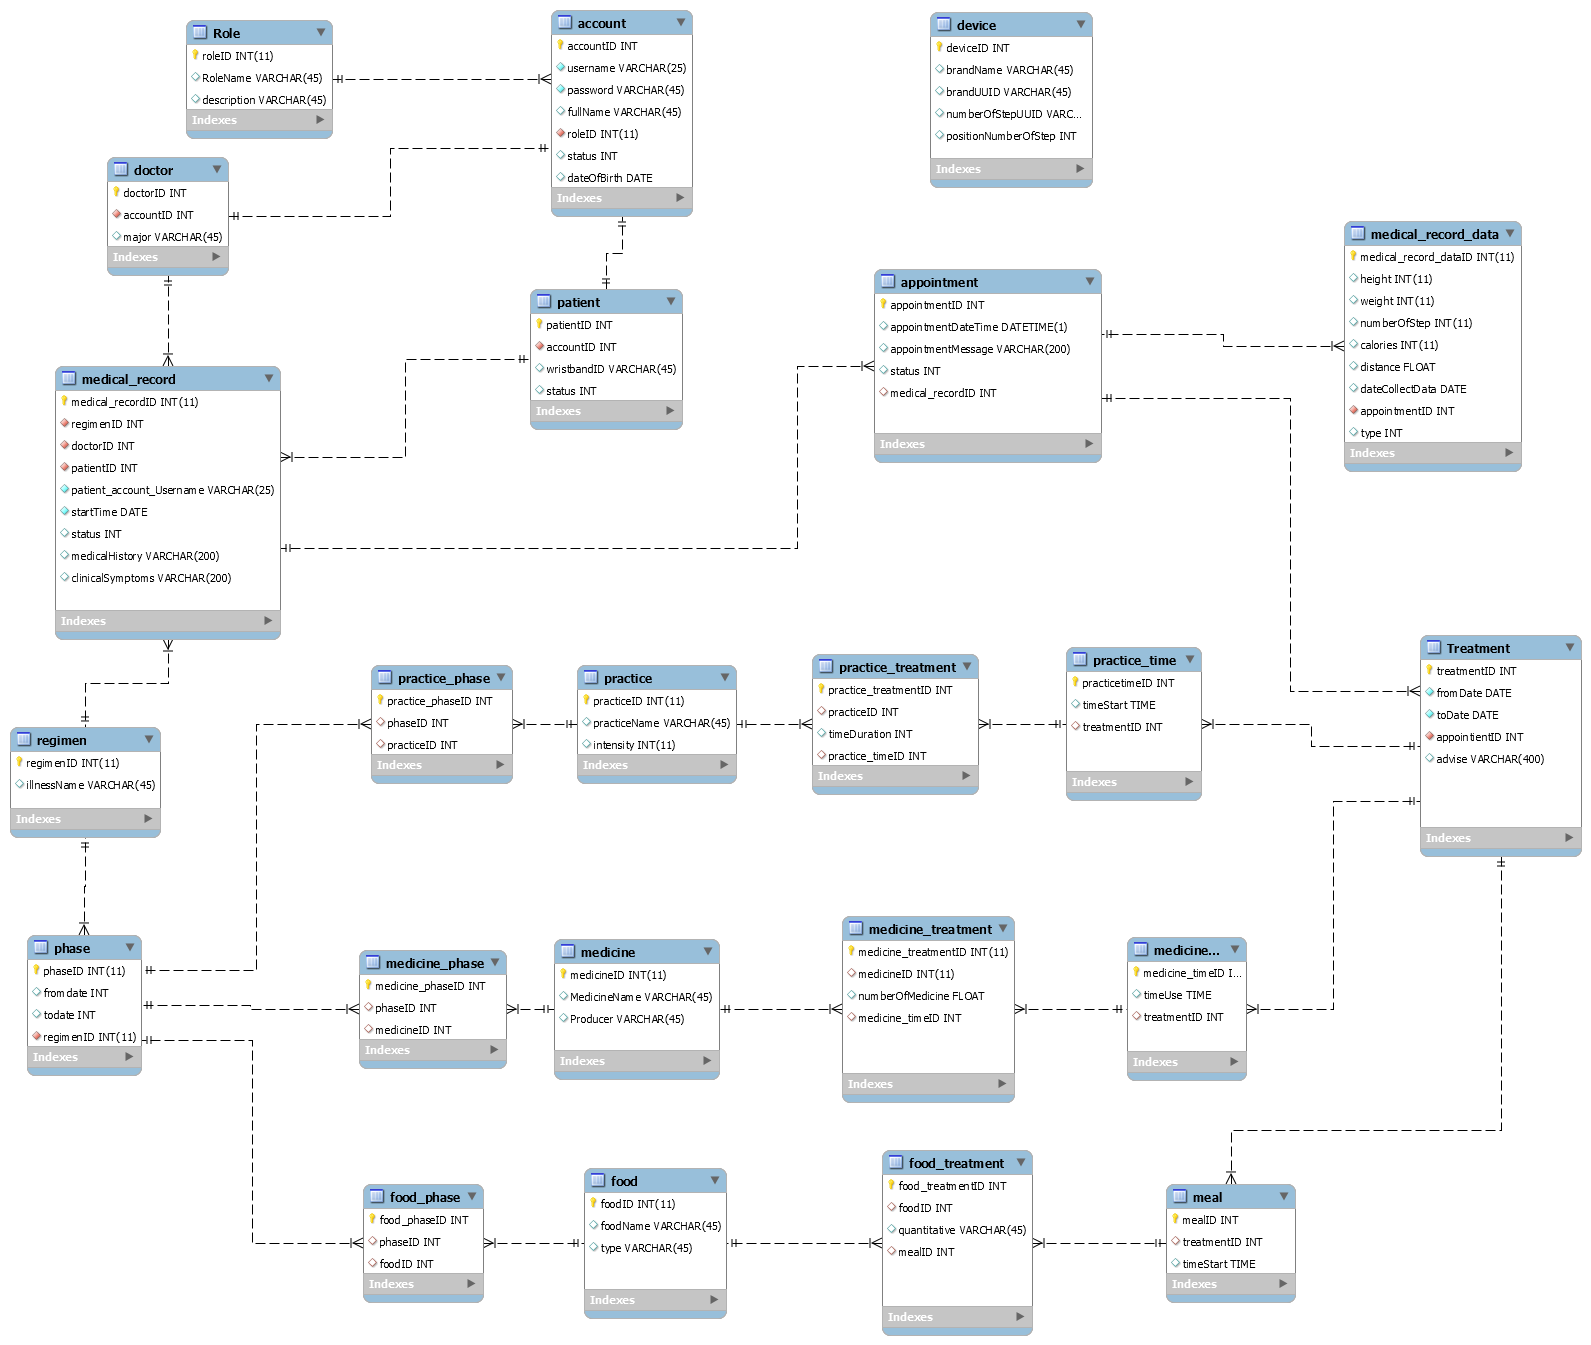 Role
roleID INT(11)
RoleName VARCHAR(45)
description VARCHAR(45)
Indexes
account
accountID INT
username VARCHAR(25)
password VARCHAR(45)
fullName VARCHAR(45)
roleID INT(11)
status INT
dateOfBirth DATE
Indexes
device
deviceID INT
brandName VARCHAR(45)
brandUUID VARCHAR(45)
numberOfStepUUID VARC...
positionNumberOfStep INT
Indexes
doctor
doctorID INT
accountID INT
major VARCHAR(45)
Indexes
patient
patientID INT
accountID INT
wristbandID VARCHAR(45)
status INT
Indexes
appointment
appointmentID INT
appointmentDateTime DATETIME(1)
appointmentMessage VARCHAR(200)
status INT
medical_recordID INT
Indexes
medical_record_data
medical_record_dataID INT(11)
height INT(11)
weight INT(11)
numberOfStep INT(11)
calories INT(11)
distance FLOAT
dateCollectData DATE
appointmentID INT
type INT
Indexes
medical_record
medical_recordID INT(11)
regimenID INT
doctorID INT
patientID INT
patient_account_Username VARCHAR(25)
startTime DATE
status INT
medicalHistory VARCHAR(200)
clinicalSymptoms VARCHAR(200)
Indexes
practice_phase
practice_phaseID INT
phaseID INT
practiceID INT
Indexes
practice
practiceID INT(11)
practiceName VARCHAR(45)
intensity INT(11)
Indexes
practice_treatment
practice_treatmentID INT
practiceID INT
timeDuration INT
practice_timeID INT
Indexes
practice_time
practicetimeID INT
timeStart TIME
treatmentID INT
Indexes
Treatment
treatmentID INT
fromDate DATE
toDate DATE
appointientID INT
advise VARCHAR(400)
Indexes
regimen
regimenID INT(11)
illnessName VARCHAR(45)
Indexes
phase
phaseID INT(11)
fromdate INT
todate INT
regimenID INT(11)
Indexes
medicine_phase
medicine_phaseID INT
phaseID INT
medicineID INT
Indexes
medicine
medicineID INT(11)
MedicineName VARCHAR(45)
Producer VARCHAR(45)
Indexes
medicine_treatment
medicine_treatmentID INT(11)
medicineID INT(11)
numberOfMedicine FLOAT
medicine_timeID INT
Indexes
medicine...
medicine_timeID I...
timeUse TIME
treatmentID INT
Indexes
food_phase
food_phaseID INT
phaseID INT
foodID INT
Indexes
food
foodID INT(11)
foodName VARCHAR(45)
type VARCHAR(45)
Indexes
food_treatment
food_treatmentID INT
foodID INT
quantitative VARCHAR(45)
mealID INT
Indexes
meal
mealID INT
treatmentID INT
timeStart TIME
Indexes